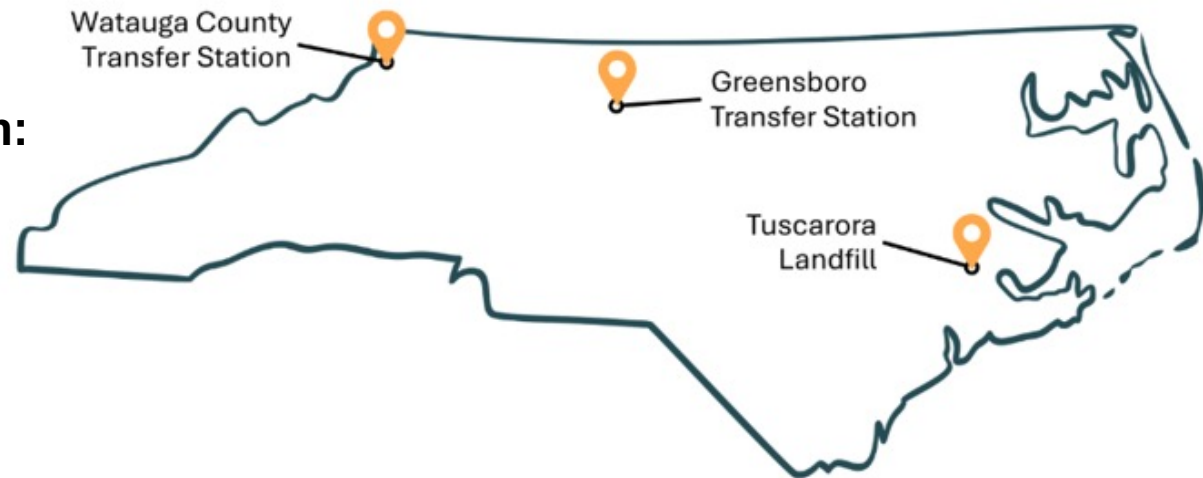 Watauga County
Transfer Station
Greensboro
Transfer Station
n:
Tuscarora
Landfill